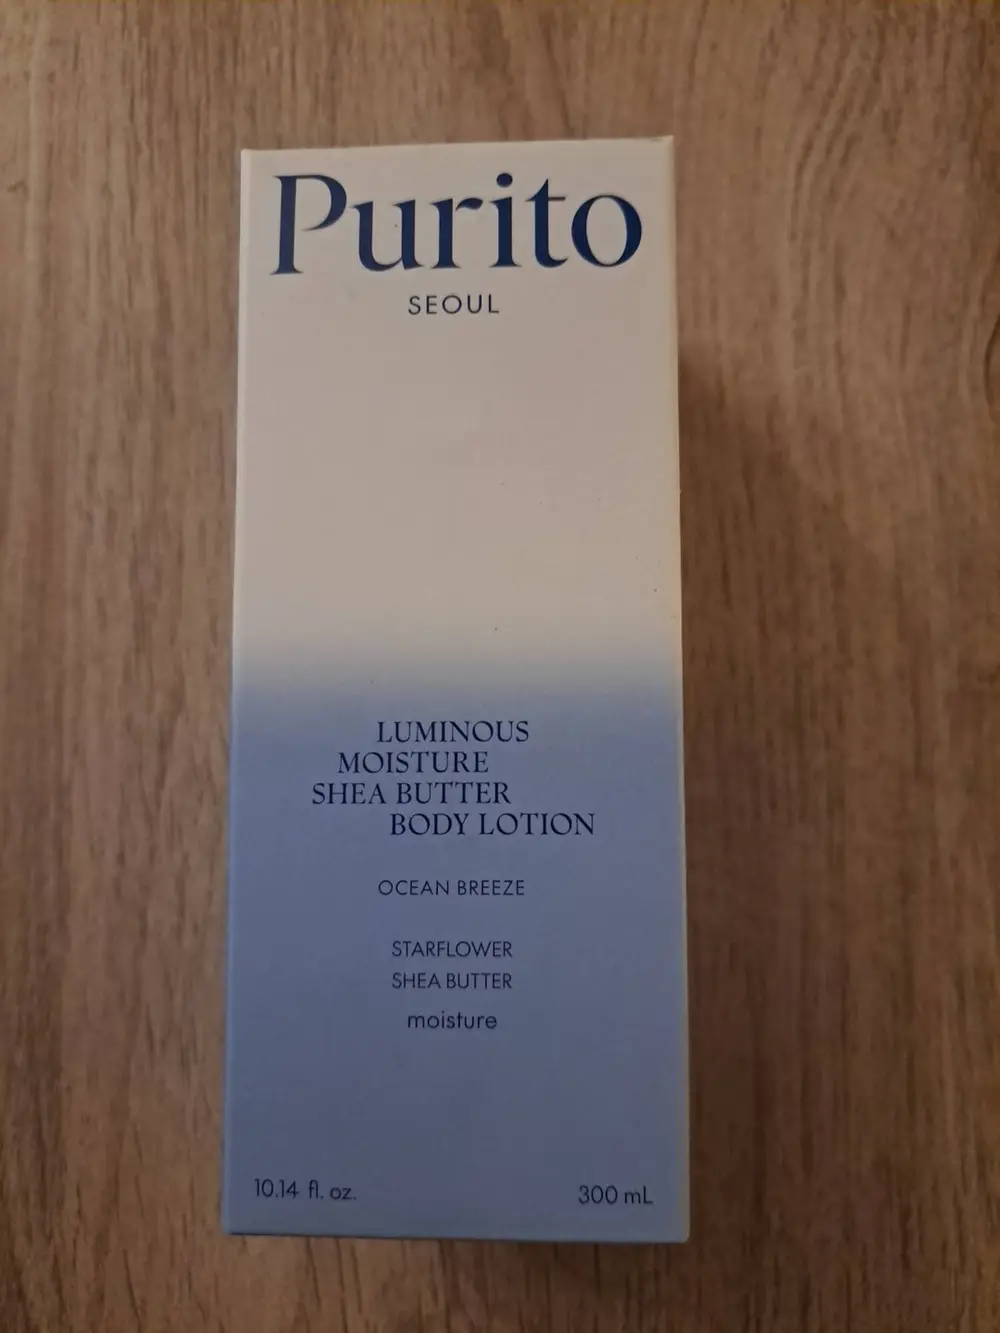 Purito
SEOUL
LUMINOUS
MOISTURE
SHEA BUTTER
BODY LOTION
OCEAN BREEZE
STARFLOWER
SHEA BUTTER
moisture
10.14 fl. oz.
300 mL